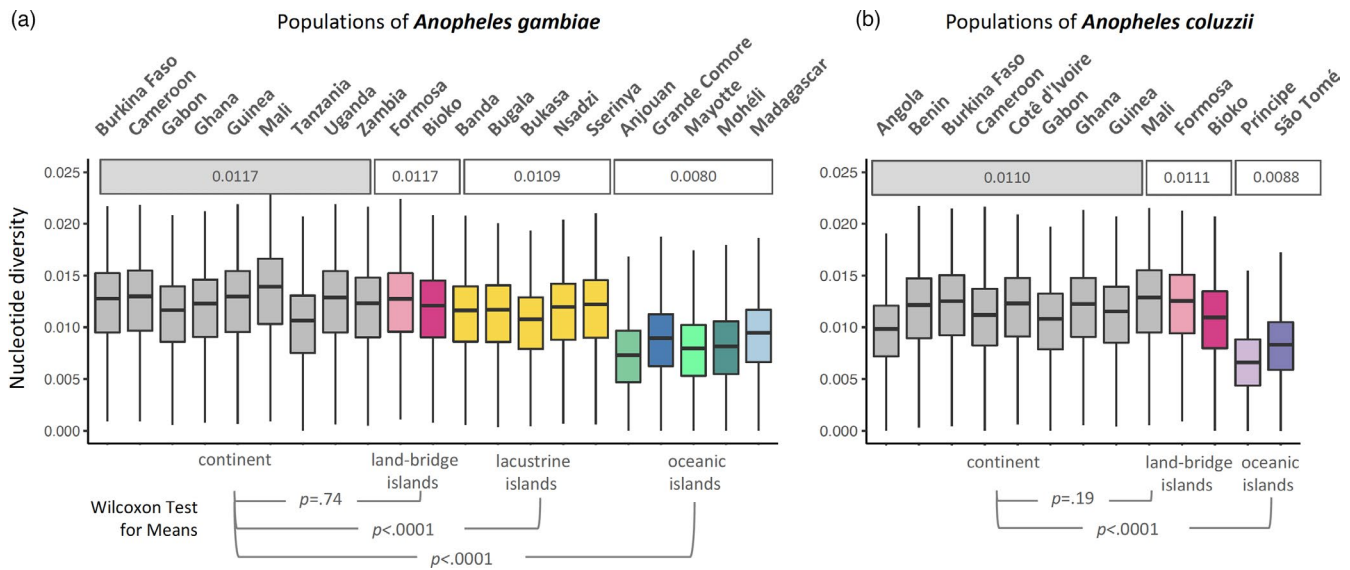 (a)
Populations of Anopheles gambiae
Burkina Faso
Cameroon
Gabon
Ghana
Guinea
Mali
Tanzania
Uganda
Zambia
Formosa
Bioko
Banda
Bugala
Bukasa
Nsadzi
Sserinya
Anjouan
Grande Comore
Mayotte
Mohéli
Madagascar
0.0117
0.0117
0.0109
0.0080
Nucleotide diversity
0.025
0.020
0.015
0.010
0.005
0.000
continent
land-bridge
islands
lacustrine
islands
oceanic
islands
Wilcoxon Test
for Means
p=.74
p<.0001
p<.0001
(b)
Populations of Anopheles coluzzii
Angola
Benin
Burkina Faso
Cameroon
Cotê d'Ivoire
Gabon
Ghana
Guinea
Mali
Formosa
Bioko
Príncipe
São Tomé
0.0110
0.0111
0.0088
0.025
0.020
0.015
0.010
0.005
0.000
continent
land-bridge
islands
oceanic
islands
p=.19
p<.0001